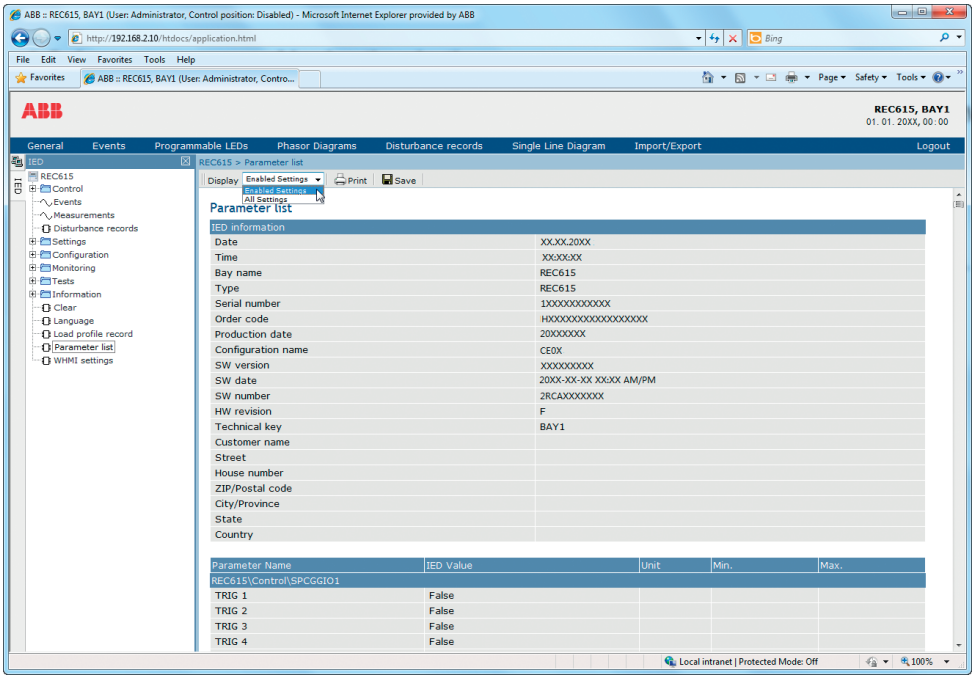 ABB :: REC615, BAY1 (User: Administrator, Control position: Disabled) - Microsoft Internet Explorer provided by ABB
http://192.168.2.10/htdocs/application.html
Bing
File Edit View Favorites Tools Help
Favorites
ABB :: REC615, BAY1 (User: Administrator, Contro...
Page Safety Tools
ABB
REC615, BAY1
01. 01. 20XX, 00:00
General Events Programmable LEDs Phasor Diagrams Disturbance records Single Line Diagram Import/Export Logout
IED
IED
REC615
Control
Events
Measurements
Disturbance records
Settings
Configuration
Monitoring
Tests
Information
Clear
Language
Load profile record
Parameter list
WHMI settings
REC615 > Parameter list
Display Enabled Settings Print Save
Enabled Settings
All Settings
Parameter list
IED information
Date XX.XX.20XX
Time XX:XX:XX
Bay name REC615
Type REC615
Serial number 1XXXXXXXXXXX
Order code HXXXXXXXXXXXXXXXXX
Production date 20XXXXXX
Configuration name CE0X
SW version XXXXXXXXX
SW date 20XX-XX-XX XX:XX AM/PM
SW number 2RCAXXXXXXX
HW revision F
Technical key BAY1
Customer name
Street
House number
ZIP/Postal code
City/Province
State
Country
Parameter Name IED Value Unit Min. Max.
REC615\Control\SPCGGIO1
TRIG 1 False
TRIG 2 False
TRIG 3 False
TRIG 4 False
Local intranet | Protected Mode: Off
100%